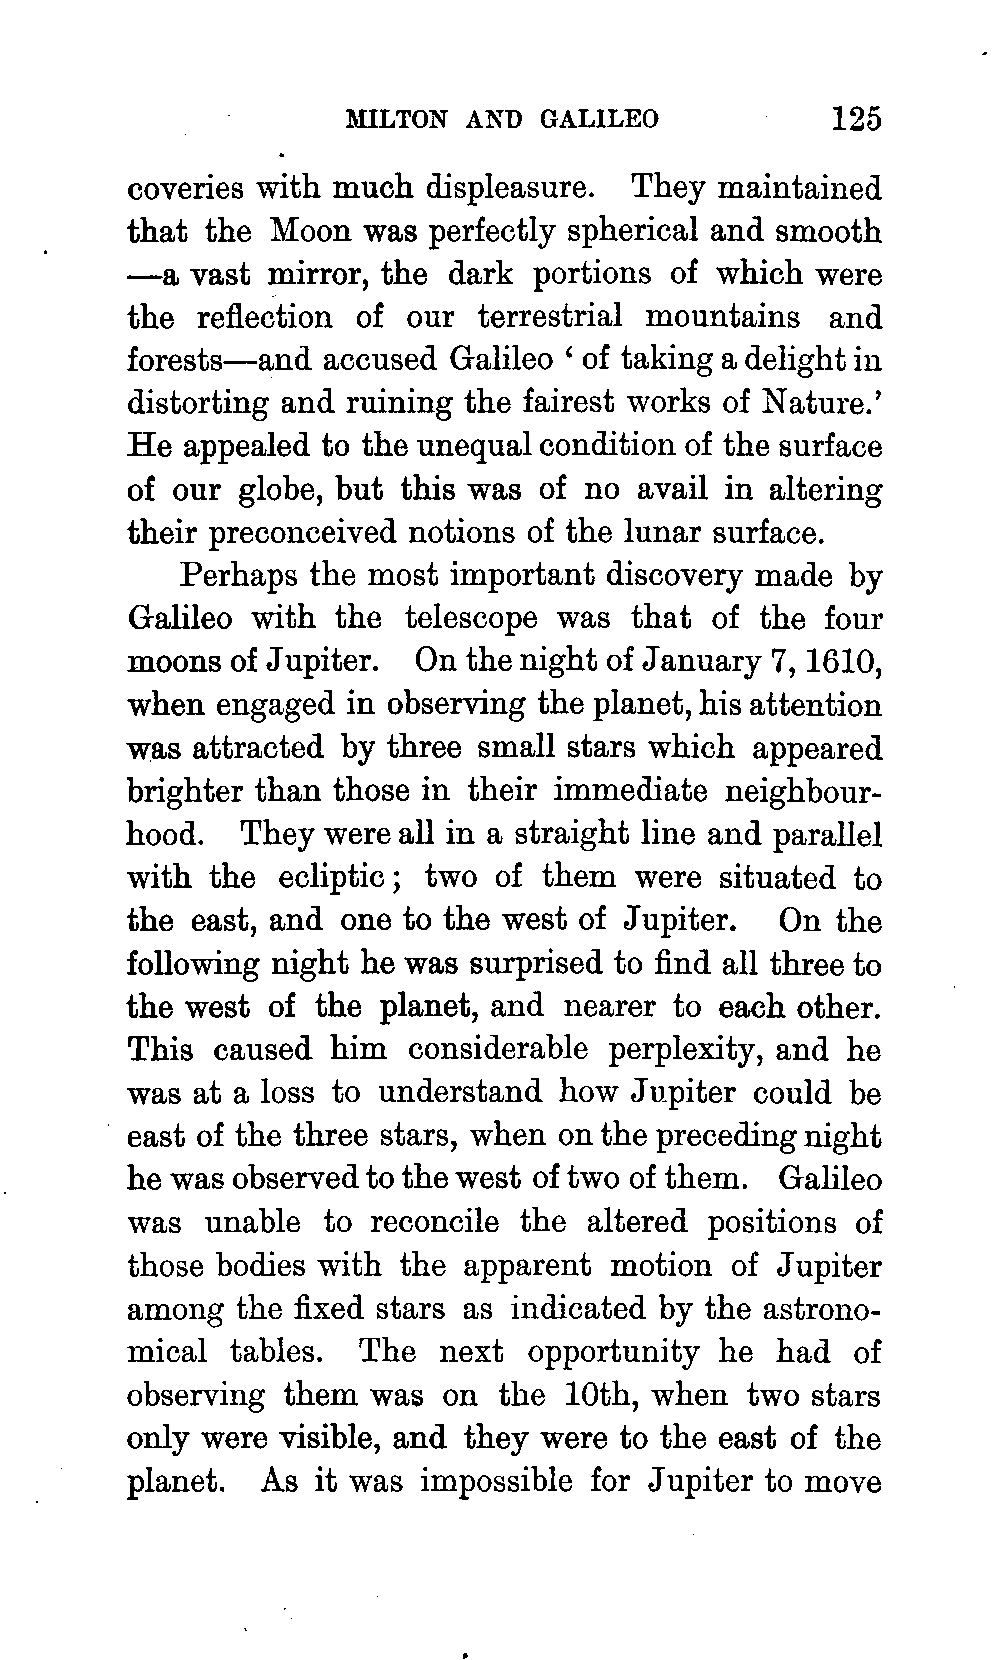 MILTON AND GALILEO 125
coveries with much displeasure. They maintained
that the Moon was perfectly spherical and smooth
—a vast mirror, the dark portions of which were
the reflection of our terrestrial mountains and
forests—and accused Galileo ‘ of taking a delight in
distorting and ruining the fairest works of Nature.’
He appealed to the unequal condition of the surface
of our globe, but this was of no avail in altering
their preconceived notions of the lunar surface.
Perhaps the most important discovery made by
Galileo with the telescope was that of the four
moons of Jupiter. On the night of January 7, 1610,
when engaged in observing the planet, his attention
was attracted by three small stars which appeared
brighter than those in their immediate neighbour-
hood. They were all in a straight line and parallel
with the ecliptic; two of them were situated to
the east, and one to the west of Jupiter. On the
following night he was surprised to find all three to
the west of the planet, and nearer to each other.
This caused him considerable perplexity, and he
was at a loss to understand how Jupiter could be
east of the three stars, when on the preceding night
he was observed to the west of two of them. Galileo
was unable to reconcile the altered positions of
those bodies with the apparent motion of Jupiter
among the fixed stars as indicated by the astrono-
mical tables. The next opportunity he had of
observing them was on the 10th, when two stars
only were visible, and they were to the east of the
planet. As it was impossible for Jupiter to move